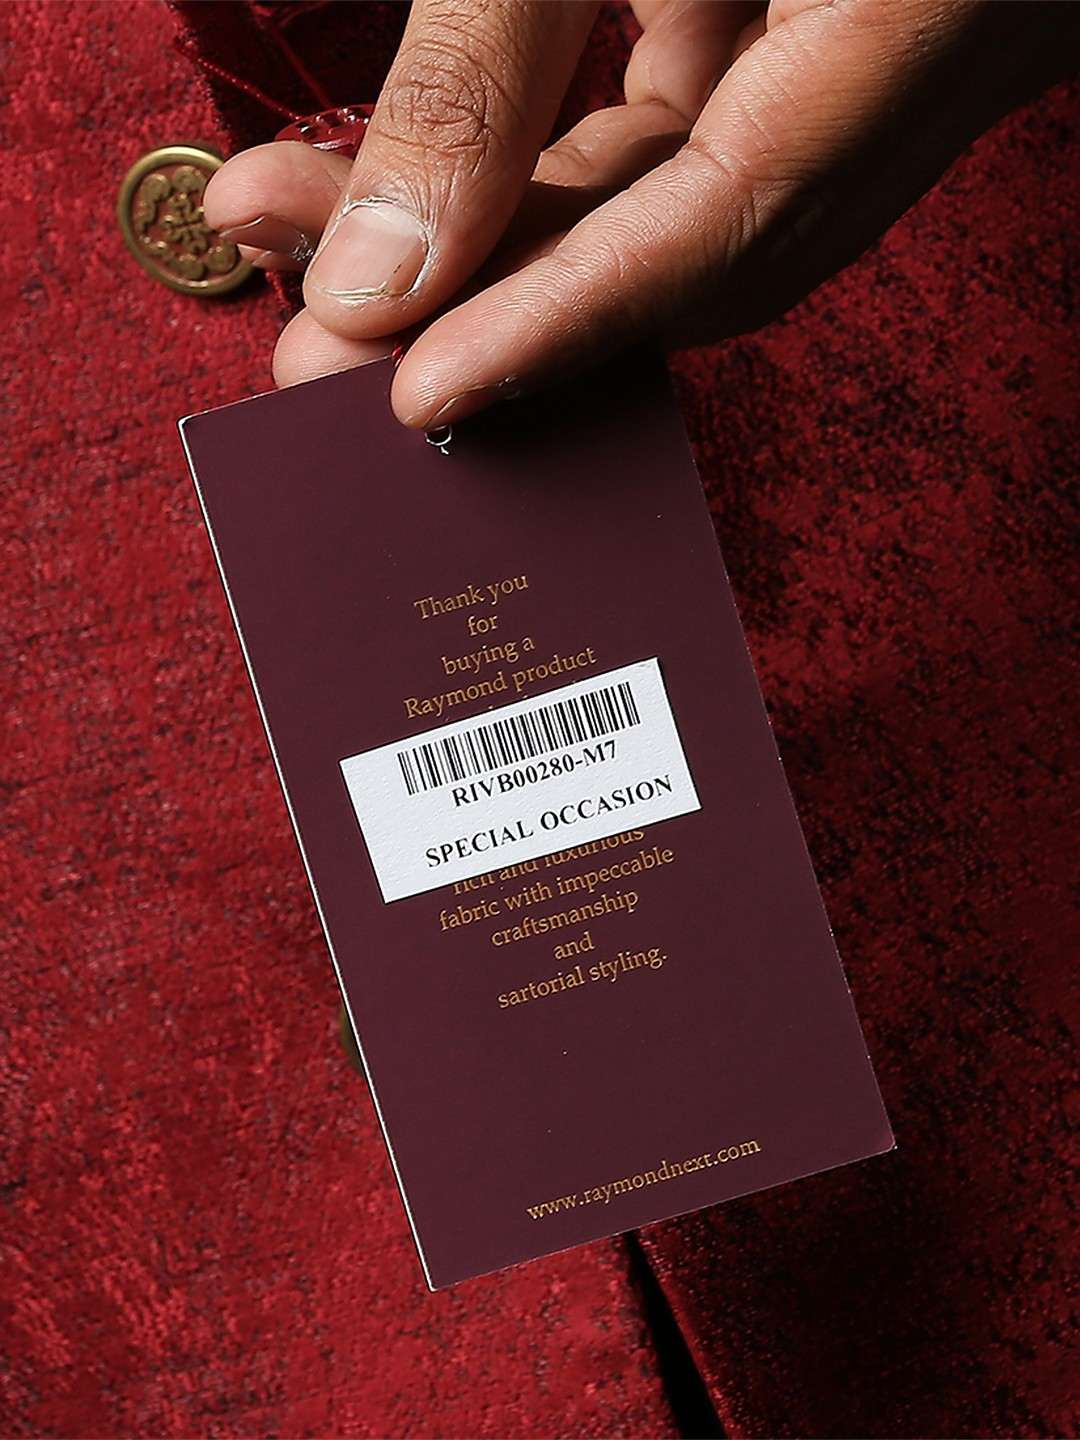 Thank you
for
buying a
Raymond product
RIVB00280-M7
SPECIAL OCCASION
rich and luxurious
fabric with impeccable
craftsmanship
and
sartorial styling.
www.raymondnext.com